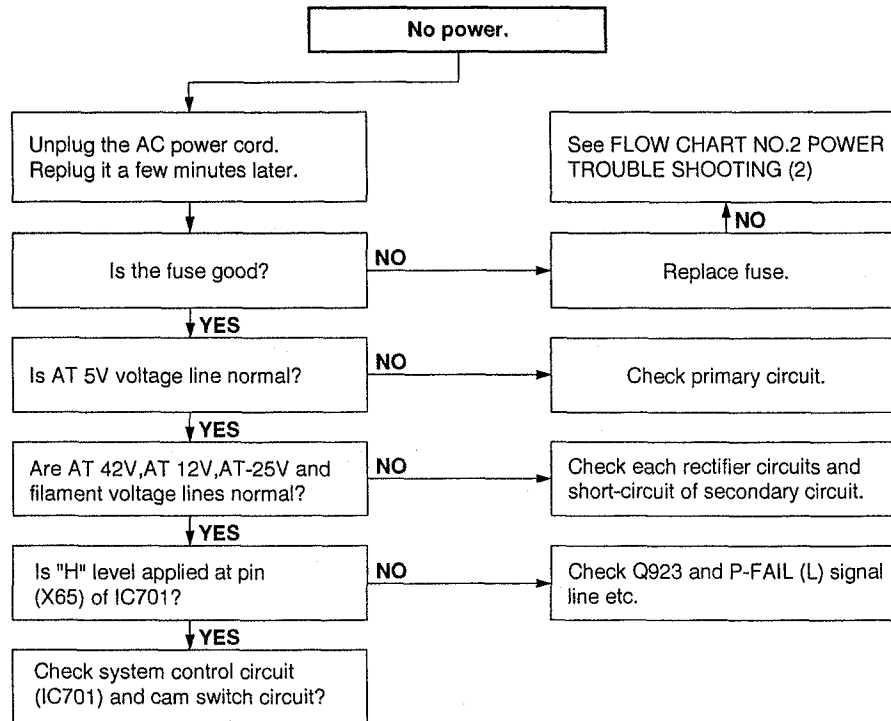 No power.
Unplug the AC power cord.
Replug it a few minutes later.
See FLOW CHART NO.2 POWER
TROUBLE SHOOTING (2)
NO
Is the fuse good?
NO
Replace fuse.
YES
Is AT 5V voltage line normal?
NO
Check primary circuit.
YES
Are AT 42V,AT 12V,AT-25V and
filament voltage lines normal?
NO
Check each rectifier circuits and
short-circuit of secondary circuit.
YES
Is "H" level applied at pin
(X65) of IC701?
NO
Check Q923 and P-FAIL (L) signal
line etc.
YES
Check system control circuit
(IC701) and cam switch circuit?